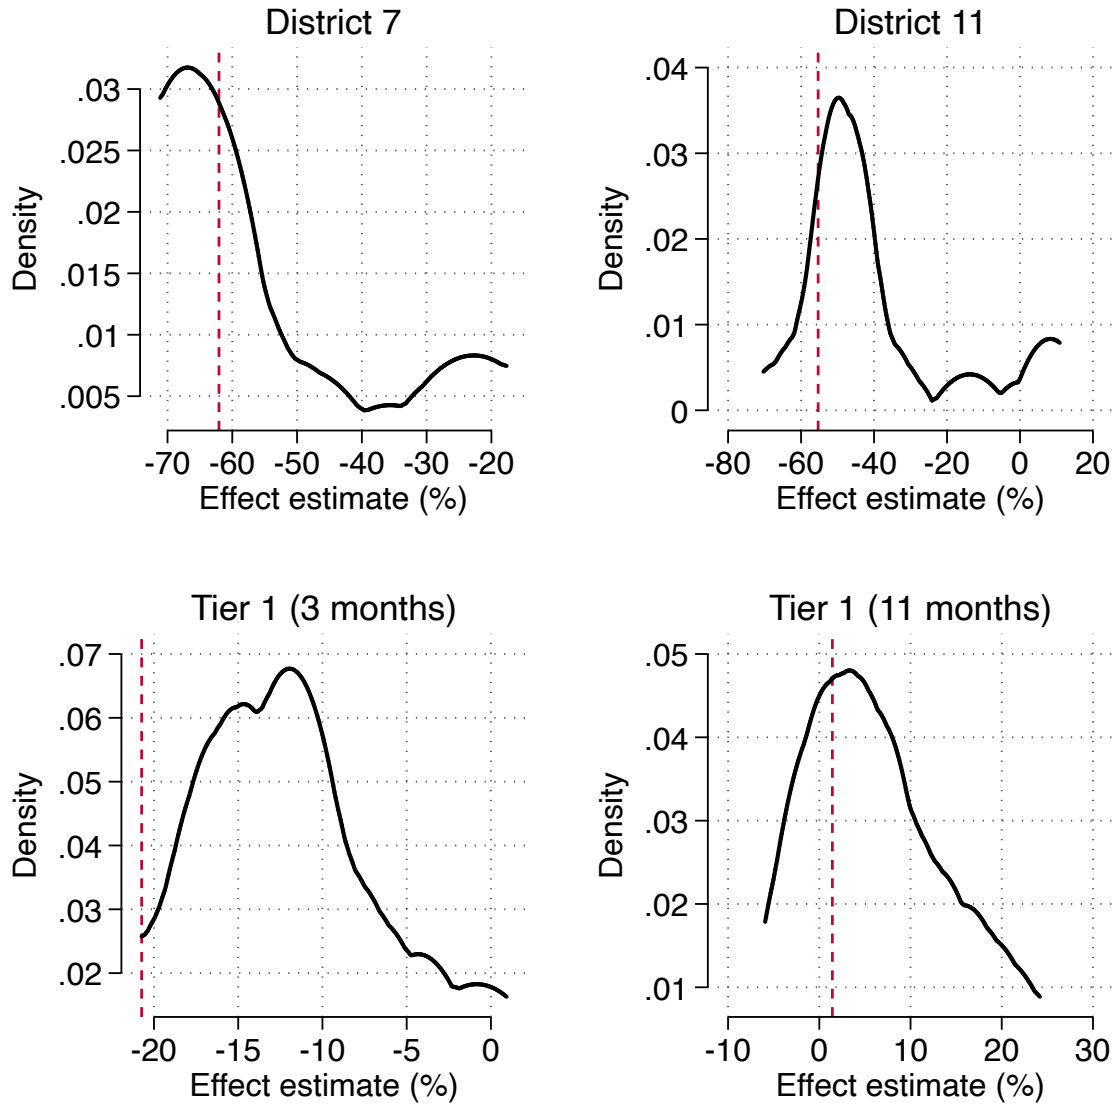 District 7
Density
.03
.025
.02
.015
.01
.005
-70 -60 -50 -40 -30 -20
Effect estimate (%)
District 11
Density
.04
.03
.02
.01
0
-80 -60 -40 -20 0 20
Effect estimate (%)
Tier 1 (3 months)
Density
.07
.06
.05
.04
.03
.02
-20 -15 -10 -5 0
Effect estimate (%)
Tier 1 (11 months)
Density
.05
.04
.03
.02
.01
-10 0 10 20 30
Effect estimate (%)